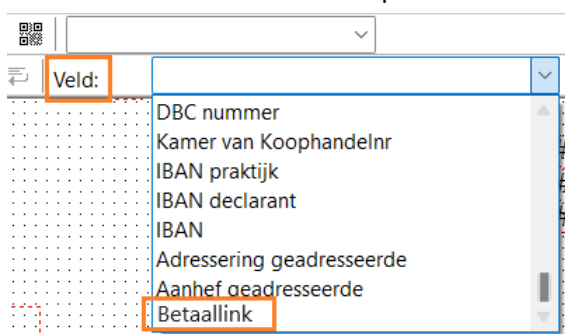 Veld:
DBC nummer
Kamer van Koophandelnr
IBAN praktijk
IBAN declarant
IBAN
Adressering geadresseerde
Aanhef geadresseerde
Betaallink